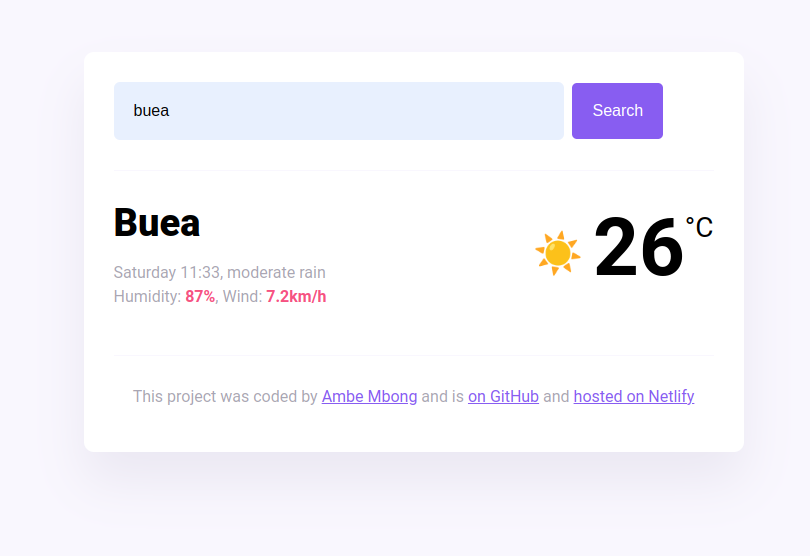 buea
Search
Buea
26 °C
Saturday 11:33, moderate rain
Humidity: 87%, Wind: 7.2km/h
This project was coded by Ambe Mbong and is on GitHub and hosted on Netlify